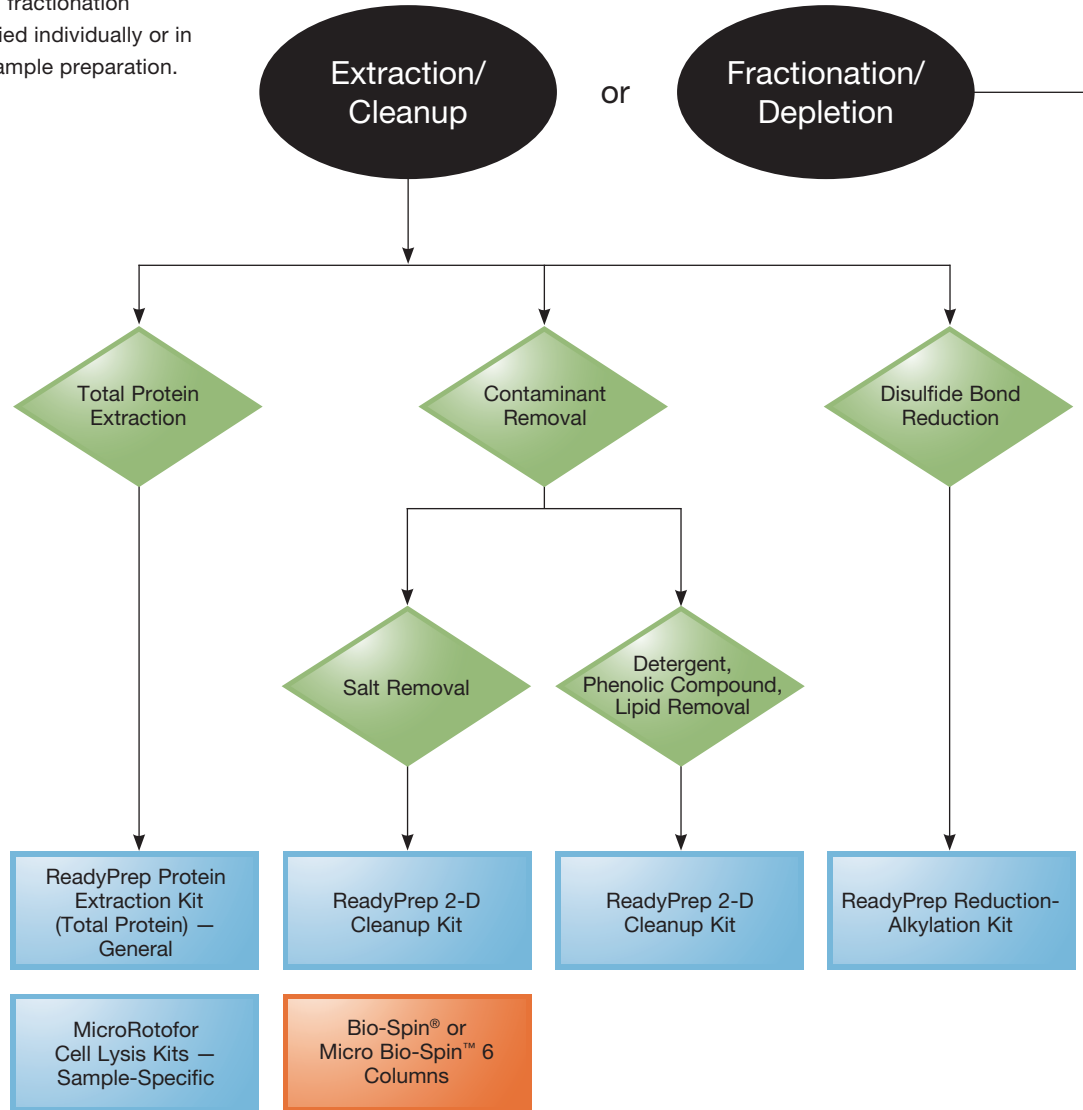 fractionation
ied individually or in
ample preparation.
Extraction/
Cleanup
or
Fractionation/
Depletion
Total Protein
Extraction
Contaminant
Removal
Disulfide Bond
Reduction
Salt Removal
Detergent,
Phenolic Compound,
Lipid Removal
ReadyPrep Protein
Extraction Kit
(Total Protein) —
General
ReadyPrep 2-D
Cleanup Kit
ReadyPrep 2-D
Cleanup Kit
ReadyPrep Reduction-
Alkylation Kit
MicroRotofor
Cell Lysis Kits —
Sample-Specific
Bio-Spin® or
Micro Bio-Spin™ 6
Columns